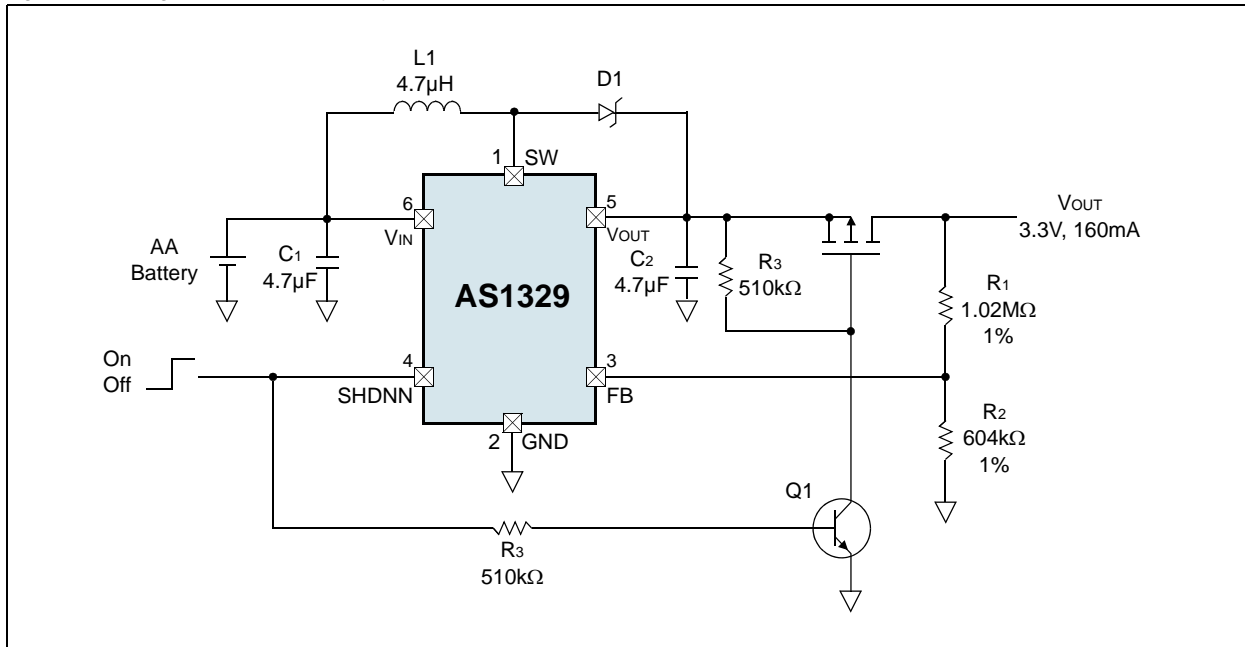 L1
4.7µH
D1
1 SW
6
VIN
5
VOUT
VOUT
3.3V, 160mA
AA
Battery
C1
4.7µF
C2
4.7µF
R3
510kΩ
AS1329
R1
1.02MΩ
1%
On
Off
4
SHDNN
3
FB
2 GND
R2
604kΩ
1%
Q1
R3
510kΩ